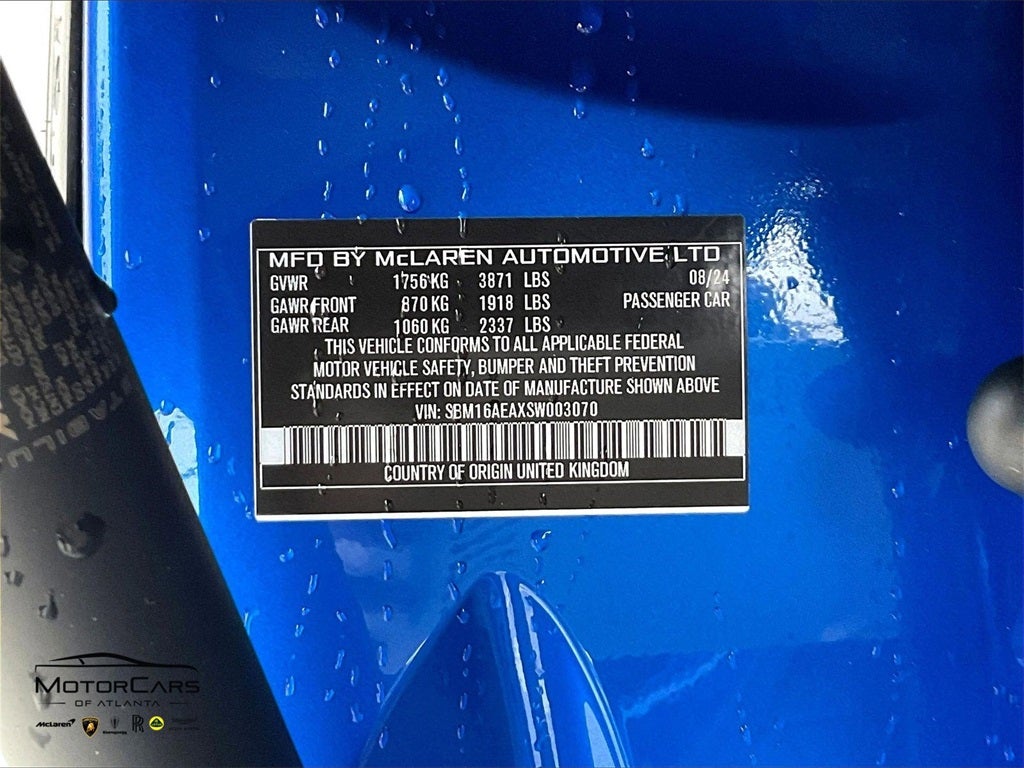 MFD BY McLAREN AUTOMOTIVE LTD
GVWR 1756 KG 3871 LBS 08/24
GAWR FRONT 870 KG 1918 LBS PASSENGER CAR
GAWR REAR 1060 KG 2337 LBS
THIS VEHICLE CONFORMS TO ALL APPLICABLE FEDERAL
MOTOR VEHICLE SAFETY, BUMPER AND THEFT PREVENTION
STANDARDS IN EFFECT ON DATE OF MANUFACTURE SHOWN ABOVE
VIN: SBM16AEAXSW003070
COUNTRY OF ORIGIN UNITED KINGDOM
MOTORCARS
OF ATLANTA
McLaren